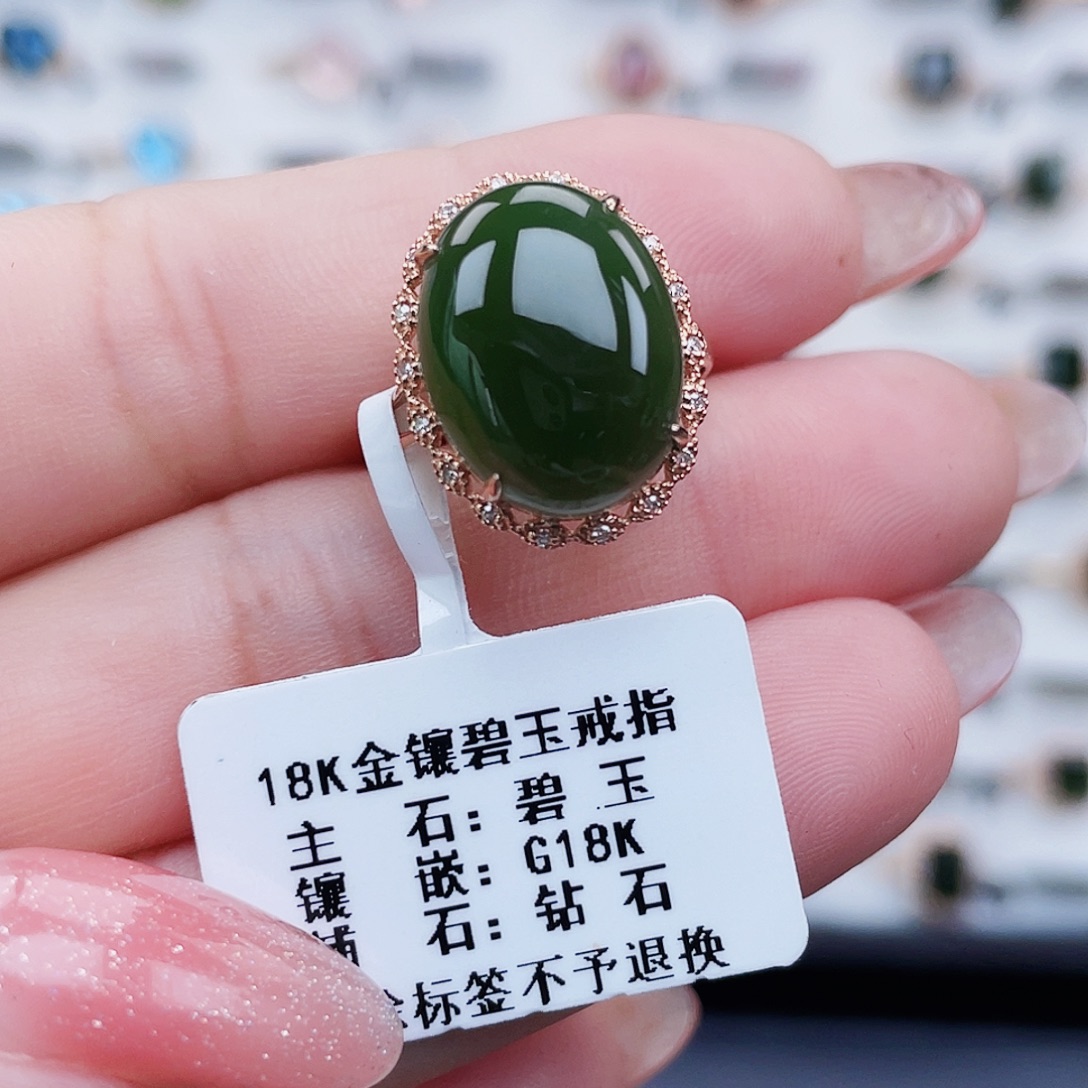 18K金镶碧玉戒指
主 石: 碧 玉
镶 嵌: G18K
石: 钻 石
标签不予退换